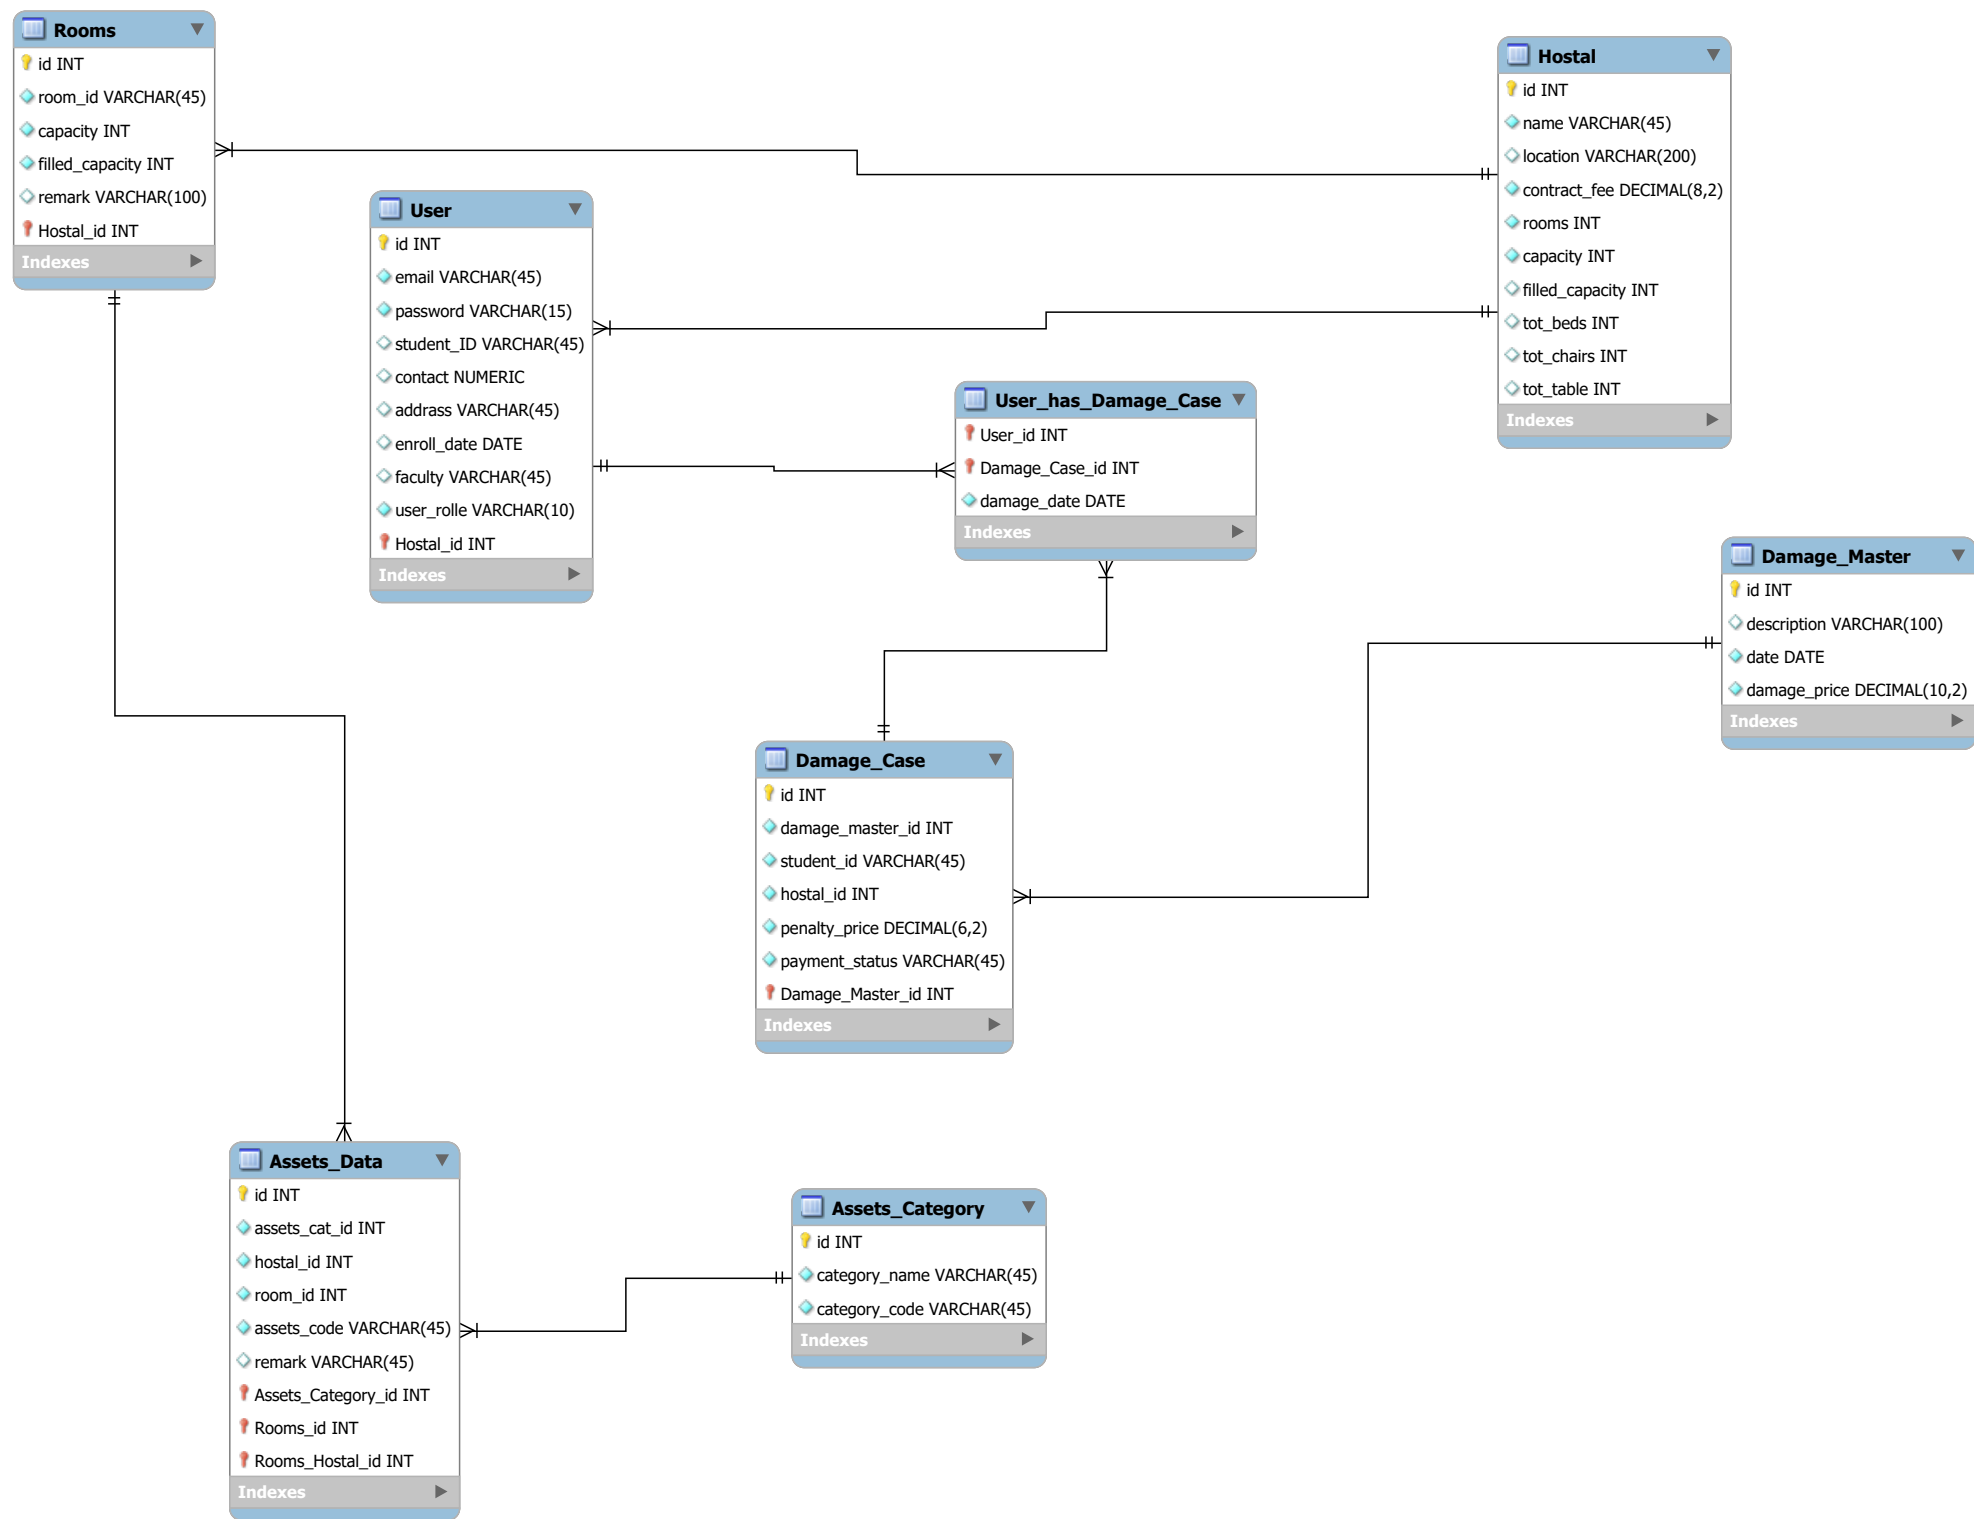 Rooms
id INT
room_id VARCHAR(45)
capacity INT
filled_capacity INT
remark VARCHAR(100)
Hostal_id INT
Indexes
Hostal
id INT
name VARCHAR(45)
location VARCHAR(200)
contract_fee DECIMAL(8,2)
rooms INT
capacity INT
filled_capacity INT
tot_beds INT
tot_chairs INT
tot_table INT
Indexes
User
id INT
email VARCHAR(45)
password VARCHAR(15)
student_ID VARCHAR(45)
contact NUMERIC
addrass VARCHAR(45)
enroll_date DATE
faculty VARCHAR(45)
user_rolle VARCHAR(10)
Hostal_id INT
Indexes
User_has_Damage_Case
User_id INT
Damage_Case_id INT
damage_date DATE
Indexes
Damage_Master
id INT
description VARCHAR(100)
date DATE
damage_price DECIMAL(10,2)
Indexes
Damage_Case
id INT
damage_master_id INT
student_id VARCHAR(45)
hostal_id INT
penalty_price DECIMAL(6,2)
payment_status VARCHAR(45)
Damage_Master_id INT
Indexes
Assets_Data
id INT
assets_cat_id INT
hostal_id INT
room_id INT
assets_code VARCHAR(45)
remark VARCHAR(45)
Assets_Category_id INT
Rooms_id INT
Rooms_Hostal_id INT
Indexes
Assets_Category
id INT
category_name VARCHAR(45)
category_code VARCHAR(45)
Indexes